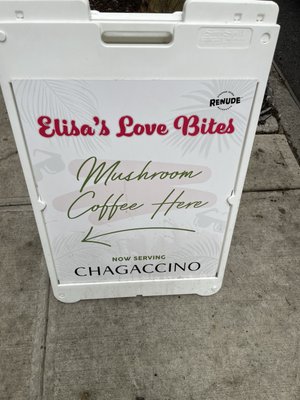 RENUDE
Elisa's Love Bites
Mushroom
Coffee Here
NOW SERVING
CHAGACCINO